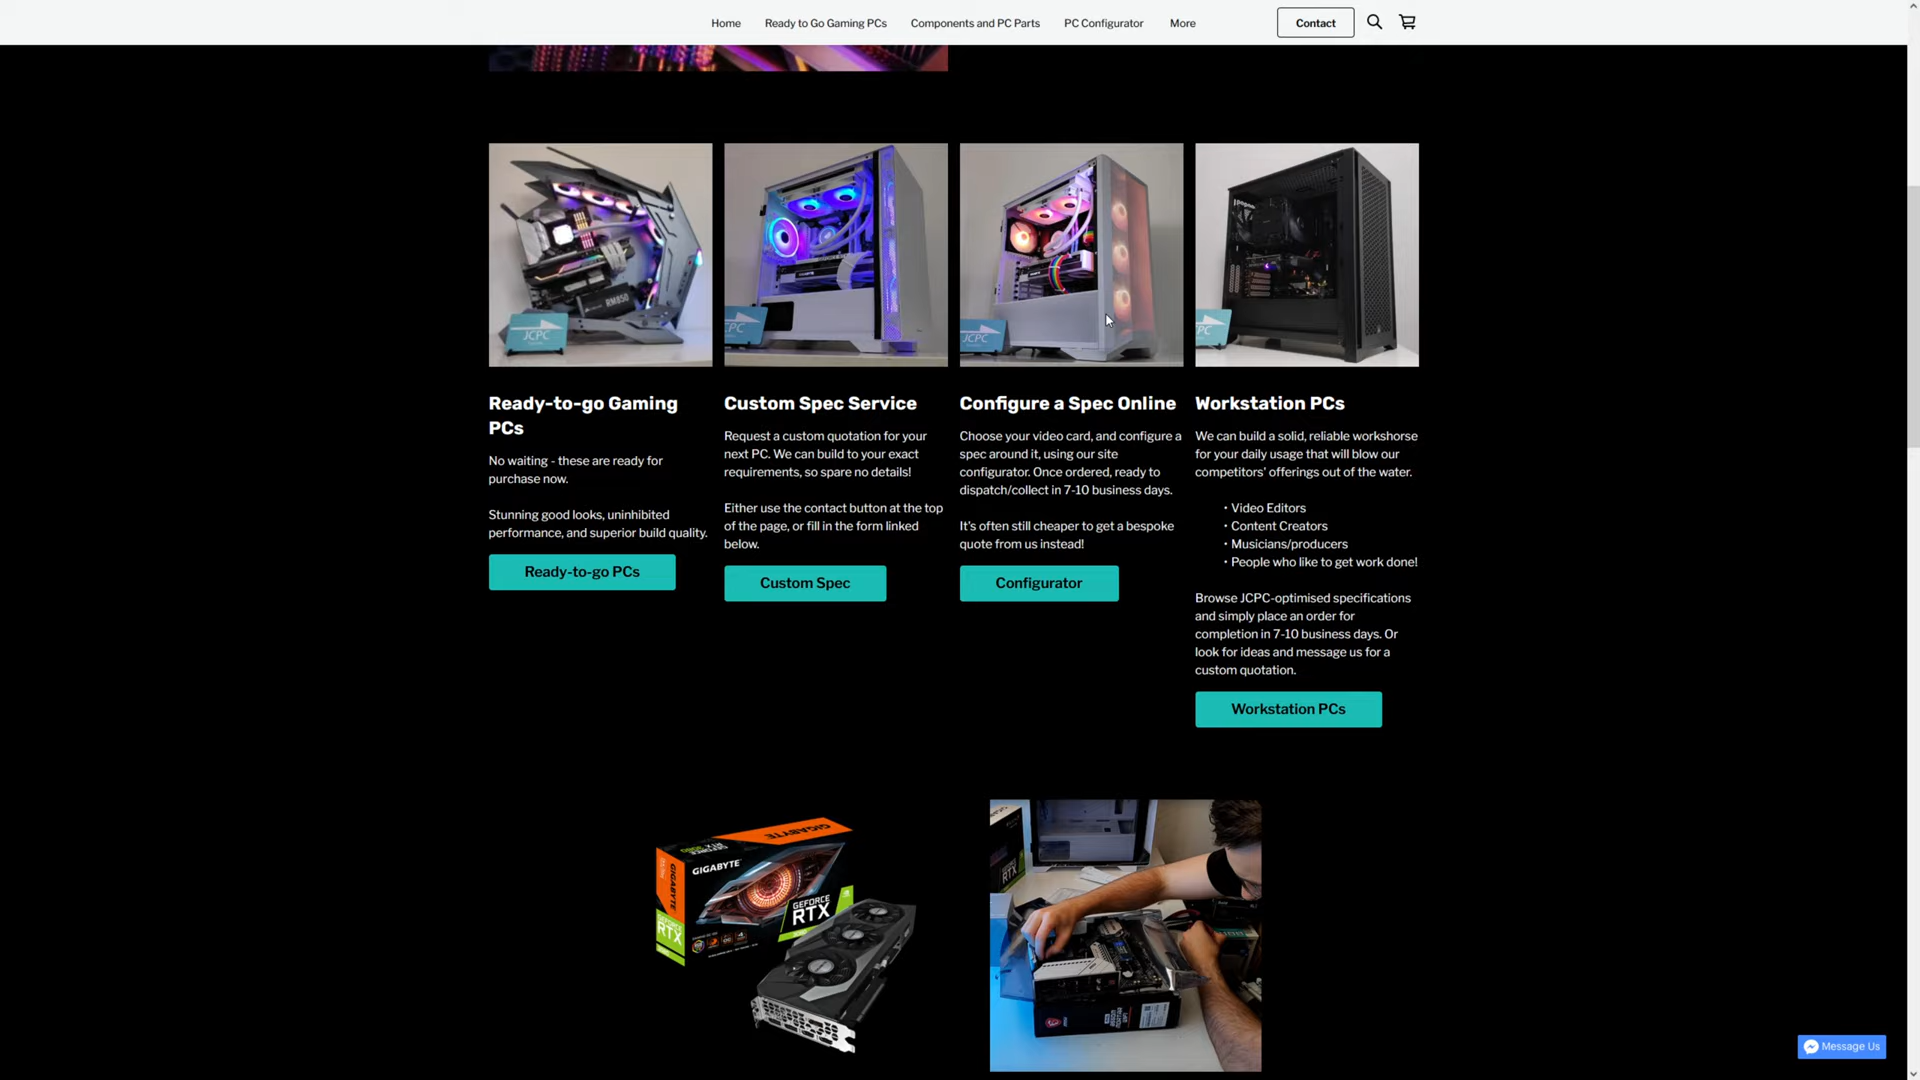 Home
Ready to Go Gaming PCs
Components and PC Parts
PC Configurator
More
Contact
RM850
JCPC
PC
JCPC
PC
Ready-to-go Gaming
PCs
No waiting - these are ready for
purchase now.
Stunning good looks, uninhibited
performance, and superior build quality.
Ready-to-go PCs
Custom Spec Service
Request a custom quotation for your
next PC. We can build to your exact
requirements, so spare no details!
Either use the contact button at the top
of the page, or fill in the form linked
below.
Custom Spec
Configure a Spec Online
Choose your video card, and configure a
spec around it, using our site
configurator. Once ordered, ready to
dispatch/collect in 7-10 business days.
It's often still cheaper to get a bespoke
quote from us instead!
Configurator
Workstation PCs
We can build a solid, reliable workshorse
for your daily usage that will blow our
competitors' offerings out of the water.
• Video Editors
• Content Creators
• Musicians/producers
• People who like to get work done!
Browse JCPC-optimised specifications
and simply place an order for
completion in 7-10 business days. Or
look for ideas and message us for a
custom quotation.
Workstation PCs
GIGABYTE
GIGABYTE
GIGABYTE
GEFORCE
RTX
RTX
RTX
Message Us